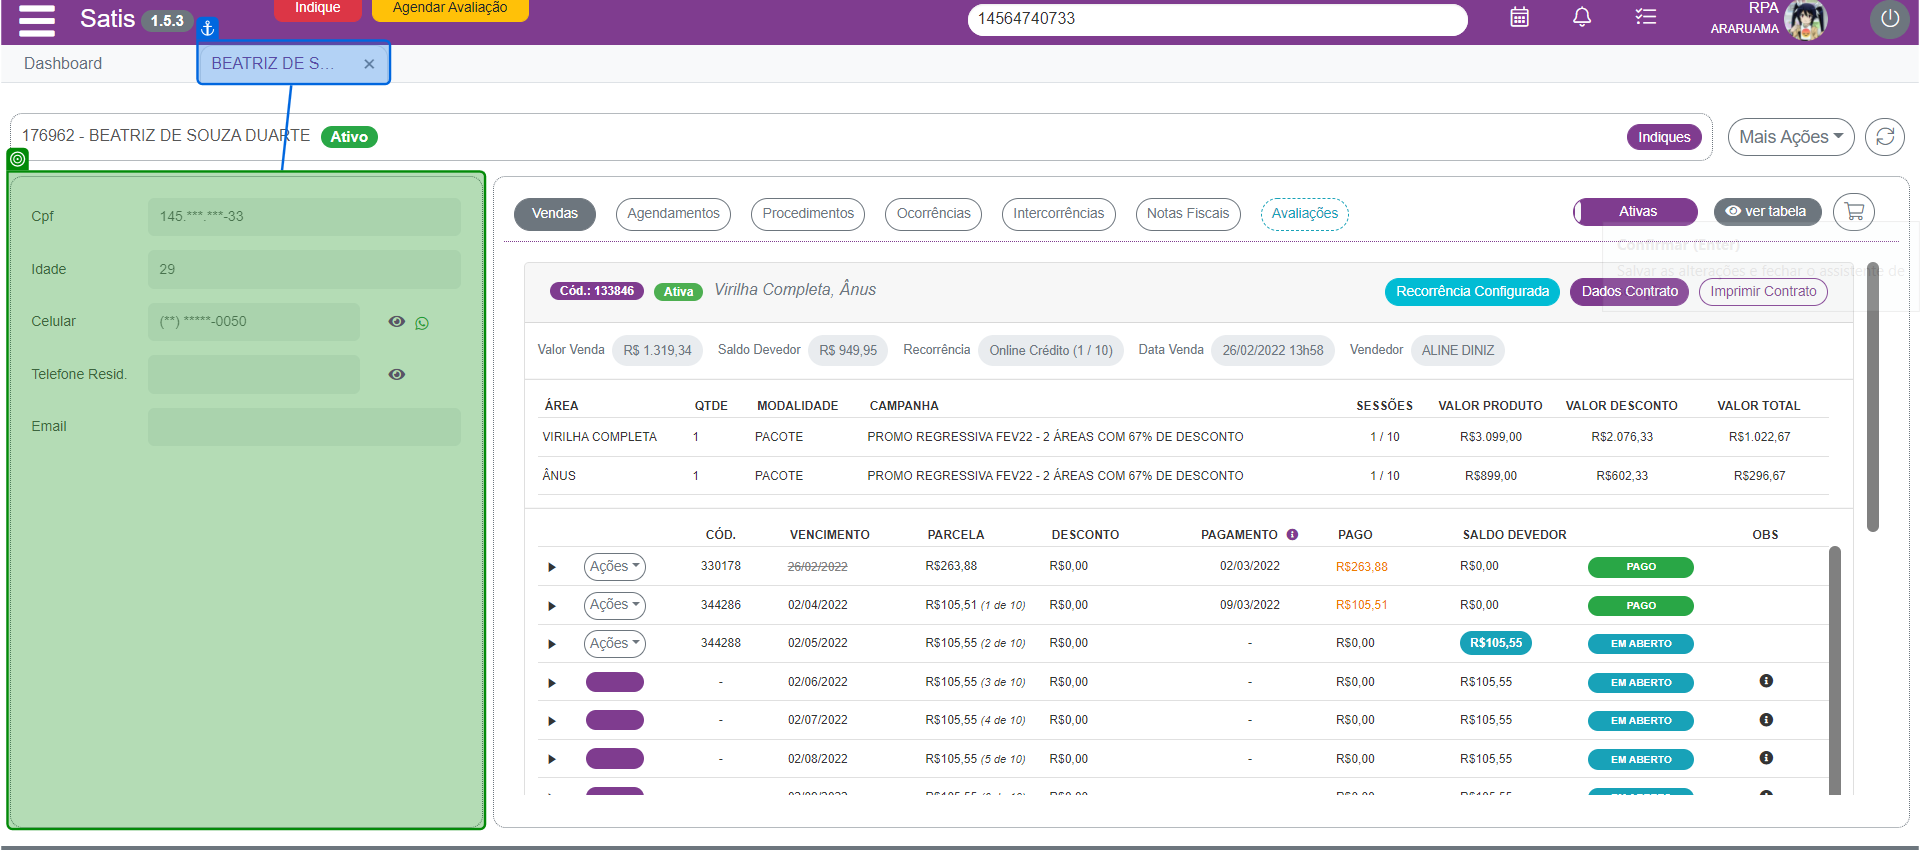 Satis 1.5.3
Indique
Agendar Avaliação
14564740733
RPA
ARARUAMA
Dashboard
BEATRIZ DE S... ×
176962 - BEATRIZ DE SOUZA DUARTE Ativo
Indiques
Mais Ações
Cpf 145.***.***-33
Idade 29
Celular (**) *****-0050
Telefone Resid.
Email
Vendas Agendamentos Procedimentos Ocorrências Intercorrências Notas Fiscais Avaliações Ativas ver tabela
Confirmar (Enter)
Salvar as alterações e fechar o assistente de
Cód.: 133846 Ativa Virilha Completa, Ânus Recorrência Configurada Dados Contrato Imprimir Contrato
Valor Venda R$ 1.319,34 Saldo Devedor R$ 949,95 Recorrência Online Crédito (1 / 10) Data Venda 26/02/2022 13h58 Vendedor ALINE DINIZ
ÁREA QTDE MODALIDADE CAMPANHA SESSÕES VALOR PRODUTO VALOR DESCONTO VALOR TOTAL
VIRILHA COMPLETA 1 PACOTE PROMO REGRESSIVA FEV22 - 2 ÁREAS COM 67% DE DESCONTO 1 / 10 R$3.099,00 R$2.076,33 R$1.022,67
ÂNUS 1 PACOTE PROMO REGRESSIVA FEV22 - 2 ÁREAS COM 67% DE DESCONTO 1 / 10 R$899,00 R$602,33 R$296,67
CÓD. VENCIMENTO PARCELA DESCONTO PAGAMENTO PAGO SALDO DEVEDOR OBS
Ações 330178 26/02/2022 R$263,88 R$0,00 02/03/2022 R$263,88 R$0,00 PAGO
Ações 344286 02/04/2022 R$105,51 (1 de 10) R$0,00 09/03/2022 R$105,51 R$0,00 PAGO
Ações 344288 02/05/2022 R$105,55 (2 de 10) R$0,00 - R$0,00 R$105,55 EM ABERTO
- 02/06/2022 R$105,55 (3 de 10) R$0,00 - R$0,00 R$105,55 EM ABERTO
- 02/07/2022 R$105,55 (4 de 10) R$0,00 - R$0,00 R$105,55 EM ABERTO
- 02/08/2022 R$105,55 (5 de 10) R$0,00 - R$0,00 R$105,55 EM ABERTO